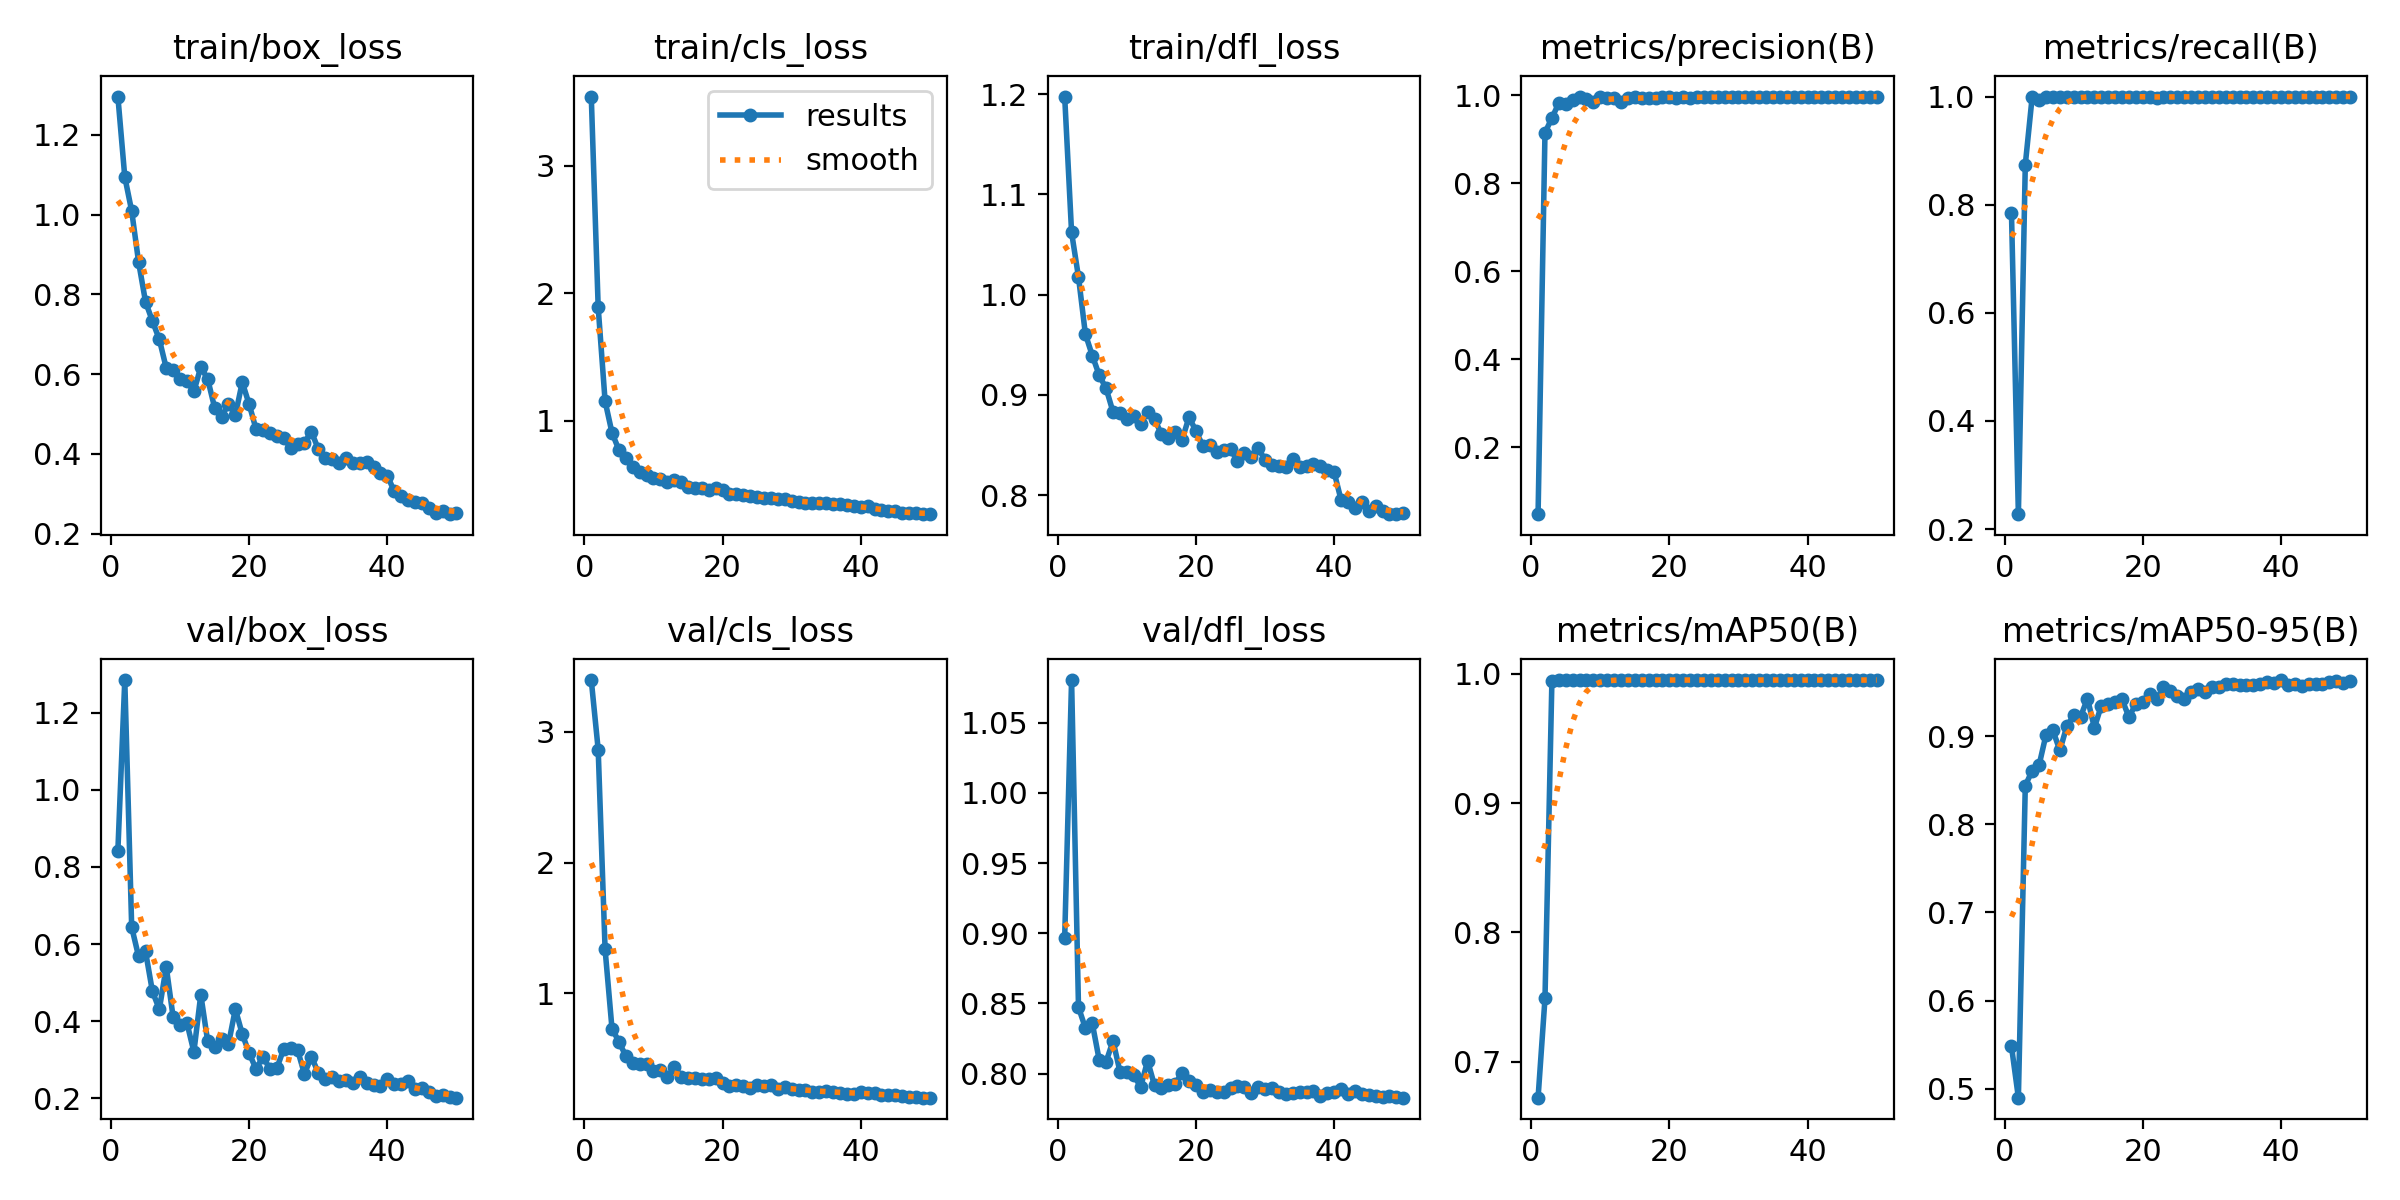 train/box_loss
1.2
1.0
0.8
0.6
0.4
0.2
0 20 40
train/cls_loss
results
smooth
3
2
1
0 20 40
train/dfl_loss
1.2
1.1
1.0
0.9
0.8
0 20 40
metrics/precision(B)
1.0
0.8
0.6
0.4
0.2
0 20 40
metrics/recall(B)
1.0
0.8
0.6
0.4
0.2
0 20 40
val/box_loss
1.2
1.0
0.8
0.6
0.4
0.2
0 20 40
val/cls_loss
3
2
1
0 20 40
val/dfl_loss
1.05
1.00
0.95
0.90
0.85
0.80
0 20 40
metrics/mAP50(B)
1.0
0.9
0.8
0.7
0 20 40
metrics/mAP50-95(B)
0.9
0.8
0.7
0.6
0.5
0 20 40